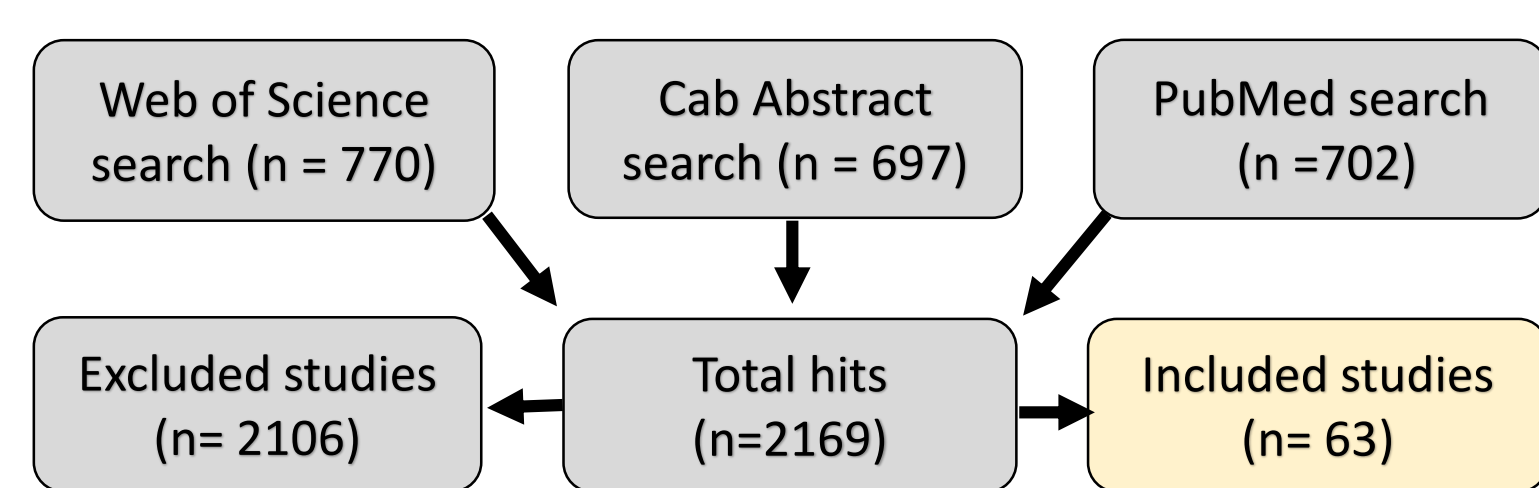 Web of Science
search (n = 770)
Cab Abstract
search (n = 697)
PubMed search
(n =702)
Excluded studies
(n= 2106)
Total hits
(n=2169)
Included studies
(n= 63)